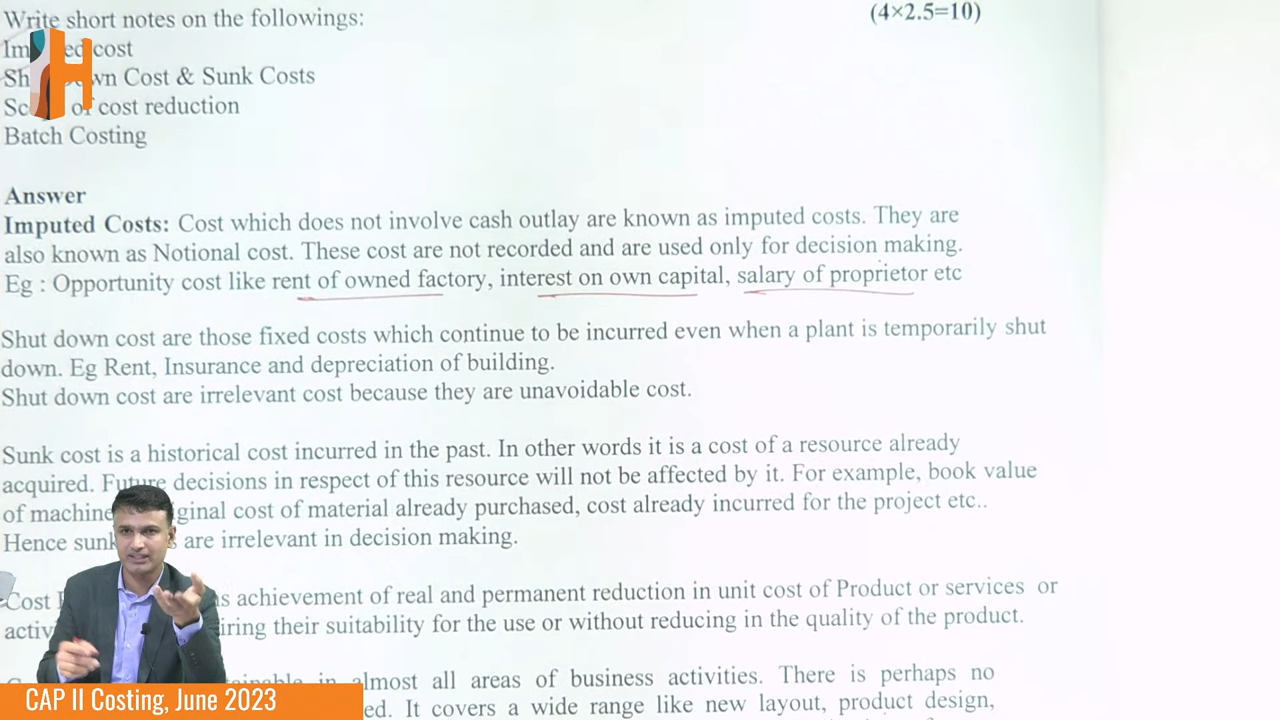 Write short notes on the followings:
(4×2.5=10)
cost
Cost & Sunk Costs
of cost reduction
Batch Costing
Answer
Imputed Costs: Cost which does not involve cash outlay are known as imputed costs. They are
also known as Notional cost. These cost are not recorded and are used only for decision making.
Eg : Opportunity cost like rent of owned factory, interest on own capital, salary of proprietor etc
Shut down cost are those fixed costs which continue to be incurred even when a plant is temporarily shut
down. Eg Rent, Insurance and depreciation of building.
Shut down cost are irrelevant cost because they are unavoidable cost.
Sunk cost is a historical cost incurred in the past. In other words it is a cost of a resource already
acquired. Future decisions in respect of this resource will not be affected by it. For example, book value
of machine cost of material already purchased, cost already incurred for the project etc..
Hence sunk are irrelevant in decision making.
Cost achievement of real and permanent reduction in unit cost of Product or services or
their suitability for the use or without reducing in the quality of the product.
in almost all areas of business activities. There is perhaps no
It covers a wide range like new layout, product design,
CAP II Costing, June 2023